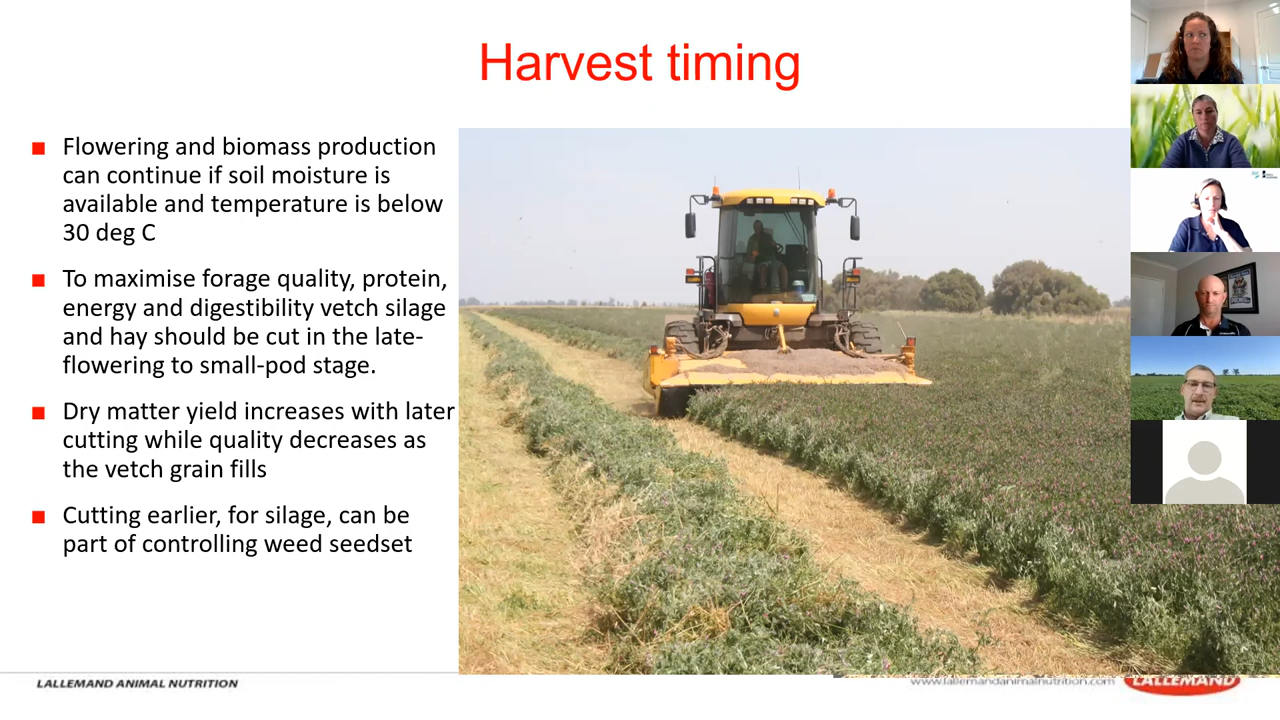 Harvest timing
Flowering and biomass production
can continue if soil moisture is
available and temperature is below
30 deg C
To maximise forage quality, protein,
energy and digestibility vetch silage
and hay should be cut in the late-
flowering to small-pod stage.
Dry matter yield increases with later
cutting while quality decreases as
the vetch grain fills
Cutting earlier, for silage, can be
part of controlling weed seedset
LALLEMAND ANIMAL NUTRITION
www.lallemandanimalnutrition.com
LALLEMAND